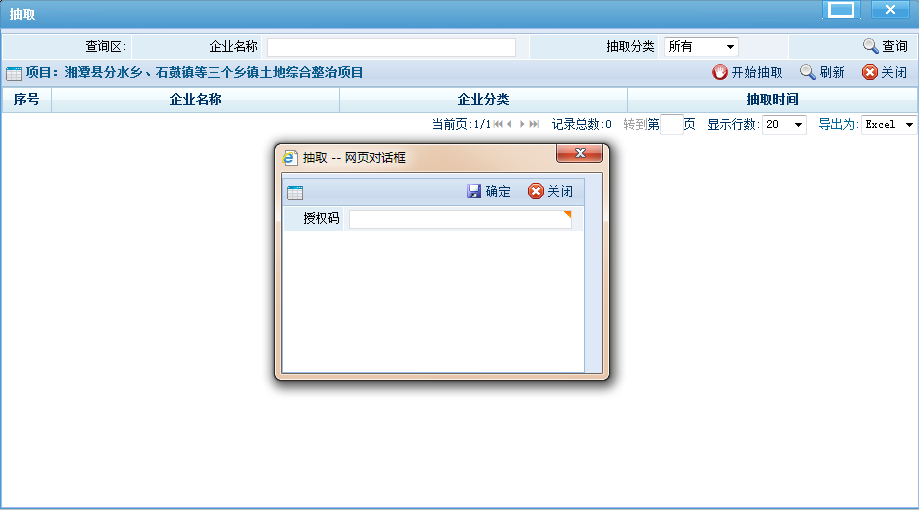 抽取
查询区: 企业名称 抽取分类 所有 查询
项目：湘潭县分水乡、石鼓镇等三个乡镇土地综合整治项目 开始抽取 刷新 关闭
序号 企业名称 企业分类 抽取时间
当前页:1/1 记录总数:0 转到第 页 显示行数: 20 导出为: Excel
抽取 -- 网页对话框
确定 关闭
授权码